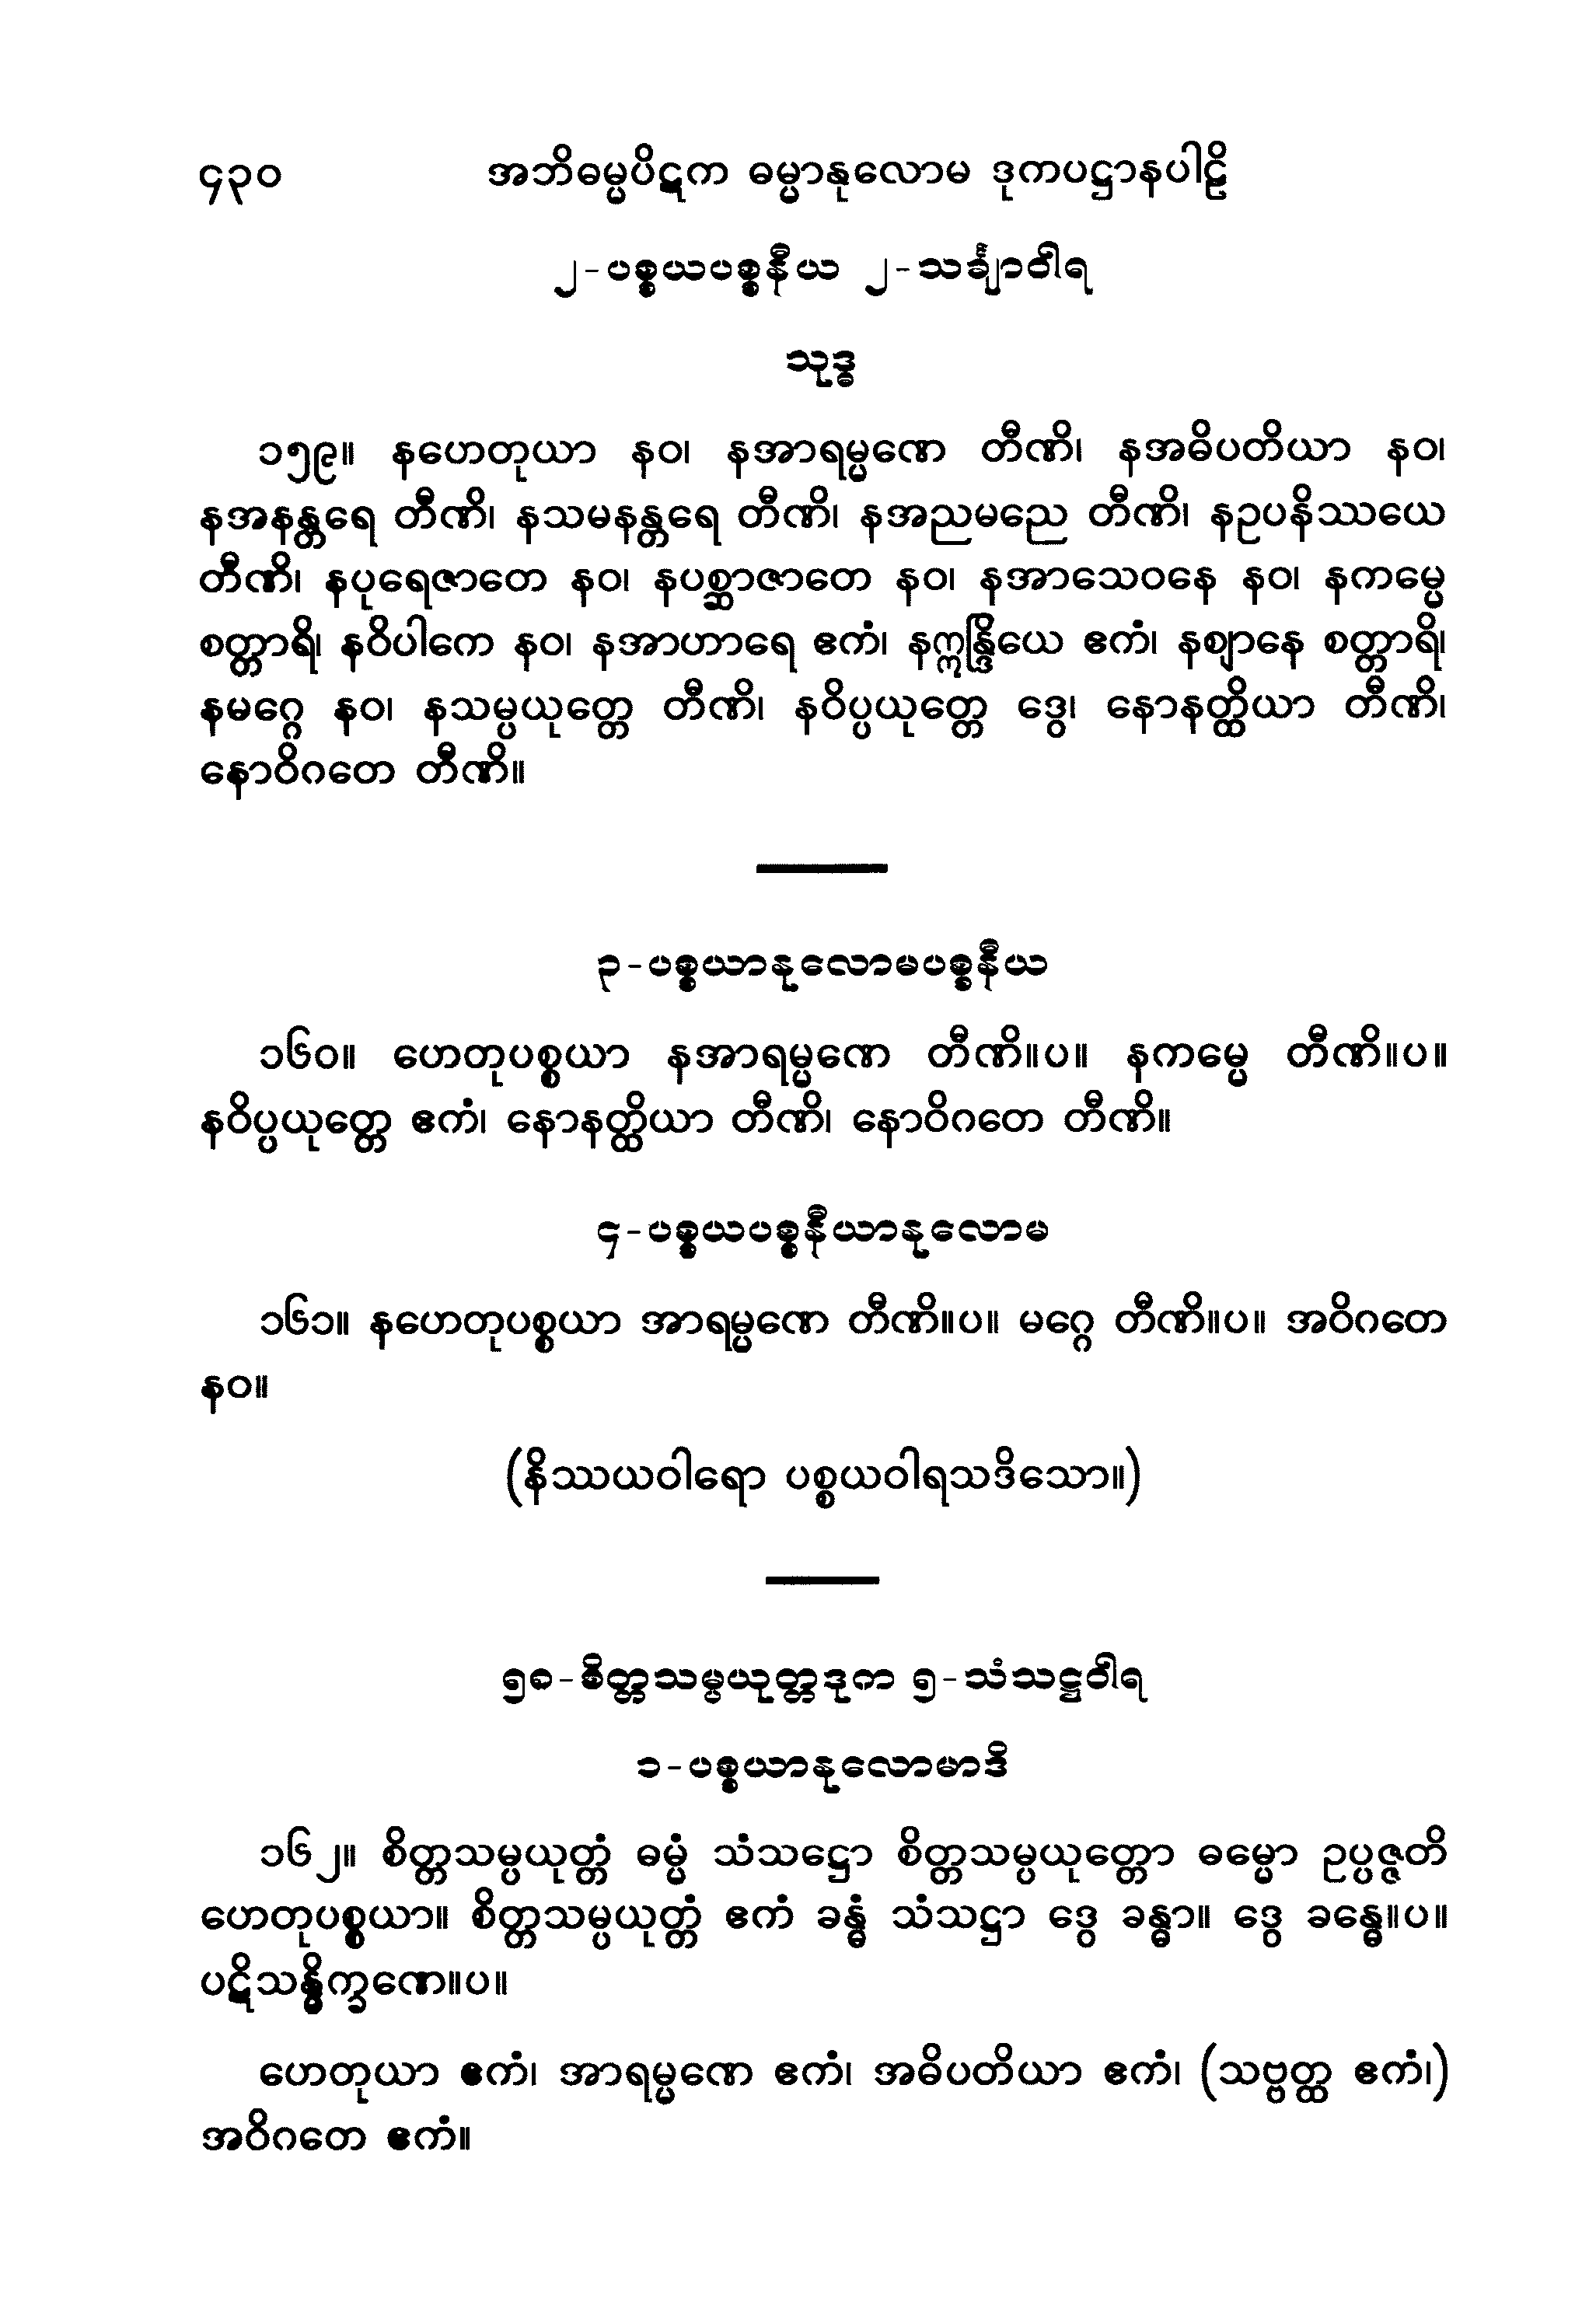 ၄၃၀ အဘိဓမ္မပိဋက ဓမ္မာနုလောမ ဒုကပဋ္ဌာနပါဠိ
၂-ပစ္စယပစ္စနီယ ၂-သင်္ချာဝါရ
သုဒ္ဓ
၁၅၉။ နဟေတုယာ နဝ၊ နအာရမ္မဏေ တီဏိ၊ နအဓိပတိယာ နဝ၊
နအနန္တရေ တီဏိ၊ နသမနန္တရေ တီဏိ၊ နအညမညေ တီဏိ၊ နဥပနိဿယေ
တီဏိ၊ နပုရေဇာတေ နဝ၊ နပစ္ဆာဇာတေ နဝ၊ နအာသေဝနေ နဝ၊ နကမ္မေ
စတ္တာရိ၊ နဝိပါကေ နဝ၊ နအာဟာရေ ဧကံ၊ နဣန္ဒြိယေ ဧကံ၊ နဈာနေ စတ္တာရိ၊
နမဂ္ဂေ နဝ၊ နသမ္ပယုတ္တေ တီဏိ၊ နဝိပ္ပယုတ္တေ ဒွေ၊ နောနတ္ထိယာ တီဏိ၊
နောဝိဂတေ တီဏိ။
၃-ပစ္စယာနုလောမပစ္စနီယ
၁၆၀။ ဟေတုပစ္စယာ နအာရမ္မဏေ တီဏိ။ပ။ နကမ္မေ တီဏိ။ပ။
နဝိပ္ပယုတ္တေ ဧကံ၊ နောနတ္ထိယာ တီဏိ၊ နောဝိဂတေ တီဏိ။
၄-ပစ္စယပစ္စနီယာနုလောမ
၁၆၁။ နဟေတုပစ္စယာ အာရမ္မဏေ တီဏိ။ပ။ မဂ္ဂေ တီဏိ။ပ။ အဝိဂတေ
နဝ။
(နိဿယဝါရော ပစ္စယဝါရသဒိသော။)
၅၈-စိတ္တသမ္ပယုတ္တဒုက ၅-သံသဋ္ဌဝါရ
၁-ပစ္စယာနုလောမာဒိ
၁၆၂။ စိတ္တသမ္ပယုတ္တံ ဓမ္မံ သံသဋ္ဌော စိတ္တသမ္ပယုတ္တော ဓမ္မော ဥပ္ပဇ္ဇတိ
ဟေတုပစ္စယာ။ စိတ္တသမ္ပယုတ္တံ ဧကံ ခန္ဓံ သံသဋ္ဌာ ဒွေ ခန္ဓာ။ ဒွေ ခန္ဓေ။ပ။
ပဋိသန္ဓိက္ခဏေ။ပ။
ဟေတုယာ ဧကံ၊ အာရမ္မဏေ ဧကံ၊ အဓိပတိယာ ဧကံ၊ (သဗ္ဗတ္ထ ဧကံ၊)
အဝိဂတေ ဧကံ။